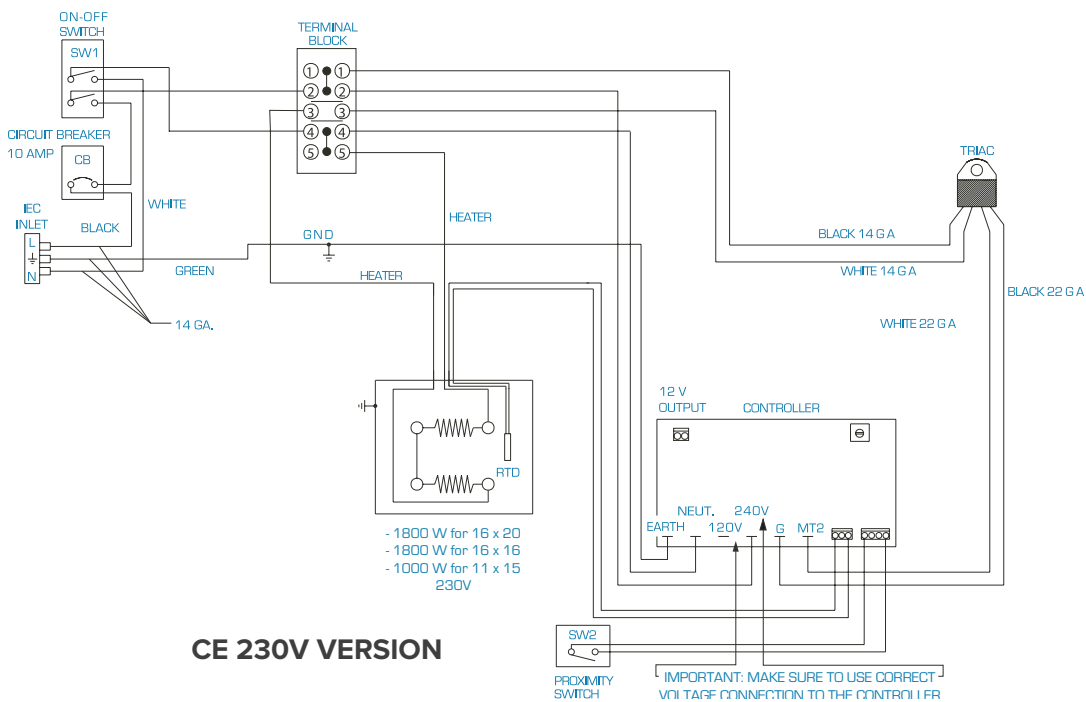 ON-OFF
SWITCH
SW1
TERMINAL
BLOCK
1 1
2 2
3 3
4 4
5 5
CIRCUIT BREAKER
10 AMP
CB
IEC
INLET
L
N
BLACK
WHITE
GREEN
14 GA.
GND
HEATER
HEATER
TRIAC
BLACK 14 GA
WHITE 14 GA
BLACK 22 GA
WHITE 22 GA
RTD
- 1800 W for 16 x 20
- 1800 W for 16 x 16
- 1000 W for 11 x 15
230V
12 V
OUTPUT
CONTROLLER
EARTH NEUT. 120V 240V G MT2
SW2
PROXIMITY
SWITCH
IMPORTANT: MAKE SURE TO USE CORRECT
VOLTAGE CONNECTION TO THE CONTROLLER
CE 230V VERSION